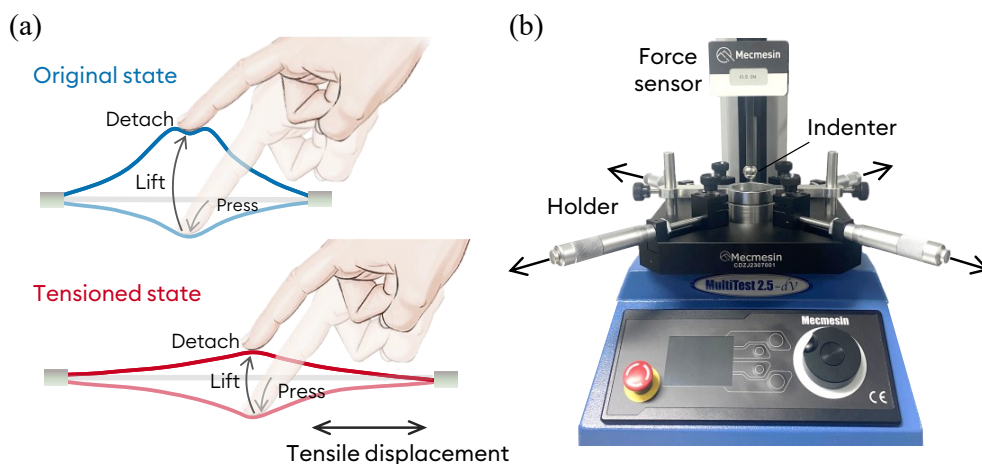 (a)
Original state
Detach
Lift
Press
Tensioned state
Detach
Lift
Press
Tensile displacement
(b)
Force
sensor
Mecmesin
Indenter
Holder
Mecmesin
CDZJ2307001
MultiTest 2.5-dV
Mecmesin
CE